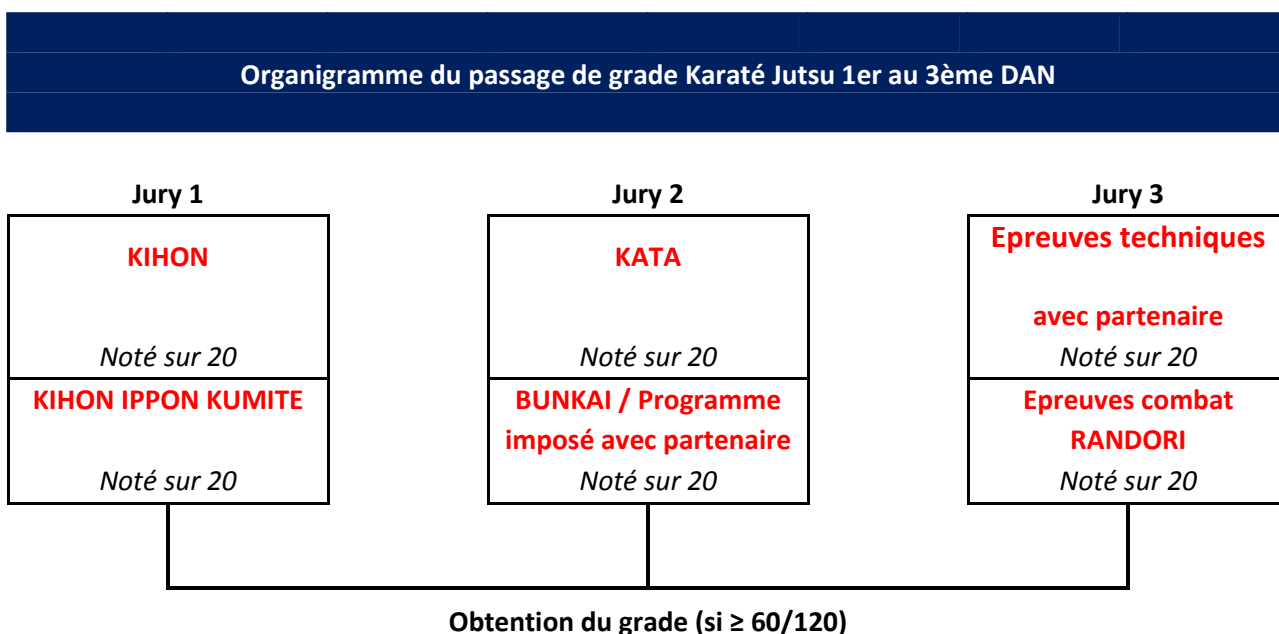 Organigramme du passage de grade Karaté Jutsu 1er au 3ème DAN
Jury 1
KIHON
Noté sur 20
KIHON IPPON KUMITE
Noté sur 20
Jury 2
KATA
Noté sur 20
BUNKAI / Programme
imposé avec partenaire
Noté sur 20
Jury 3
Epreuves techniques
avec partenaire
Noté sur 20
Epreuves combat
RANDORI
Noté sur 20
Obtention du grade (si ≥ 60/120)